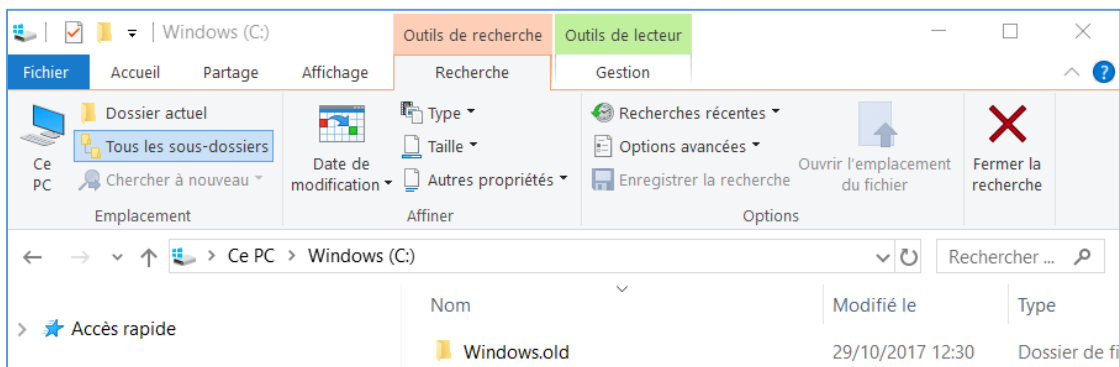 Windows (C:)
Outils de recherche
Outils de lecteur
Fichier
Accueil
Partage
Affichage
Recherche
Gestion
Ce PC
Dossier actuel
Tous les sous-dossiers
Chercher à nouveau
Emplacement
Date de modification
Type
Taille
Autres propriétés
Affiner
Recherches récentes
Options avancées
Enregistrer la recherche
Ouvrir l'emplacement du fichier
Options
Fermer la recherche
Ce PC > Windows (C:)
Rechercher ...
Accès rapide
Nom
Modifié le
Type
Windows.old
29/10/2017 12:30
Dossier de fi